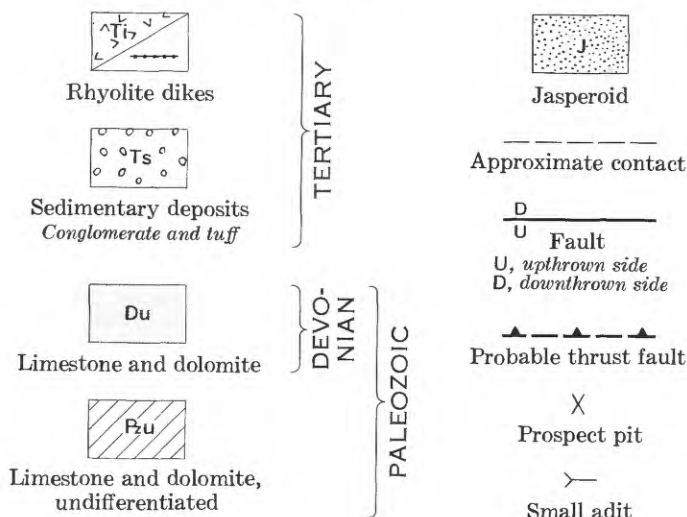 Ti
Rhyolite dikes
Ts
Sedimentary deposits
Conglomerate and tuff
TERTIARY
Du
Limestone and dolomite
DEVO-
NIAN
Pzu
Limestone and dolomite,
undifferentiated
PALEOZOIC
J
Jasperoid
Approximate contact
D
U
Fault
U, upthrown side
D, downthrown side
Probable thrust fault
Prospect pit
Small adit